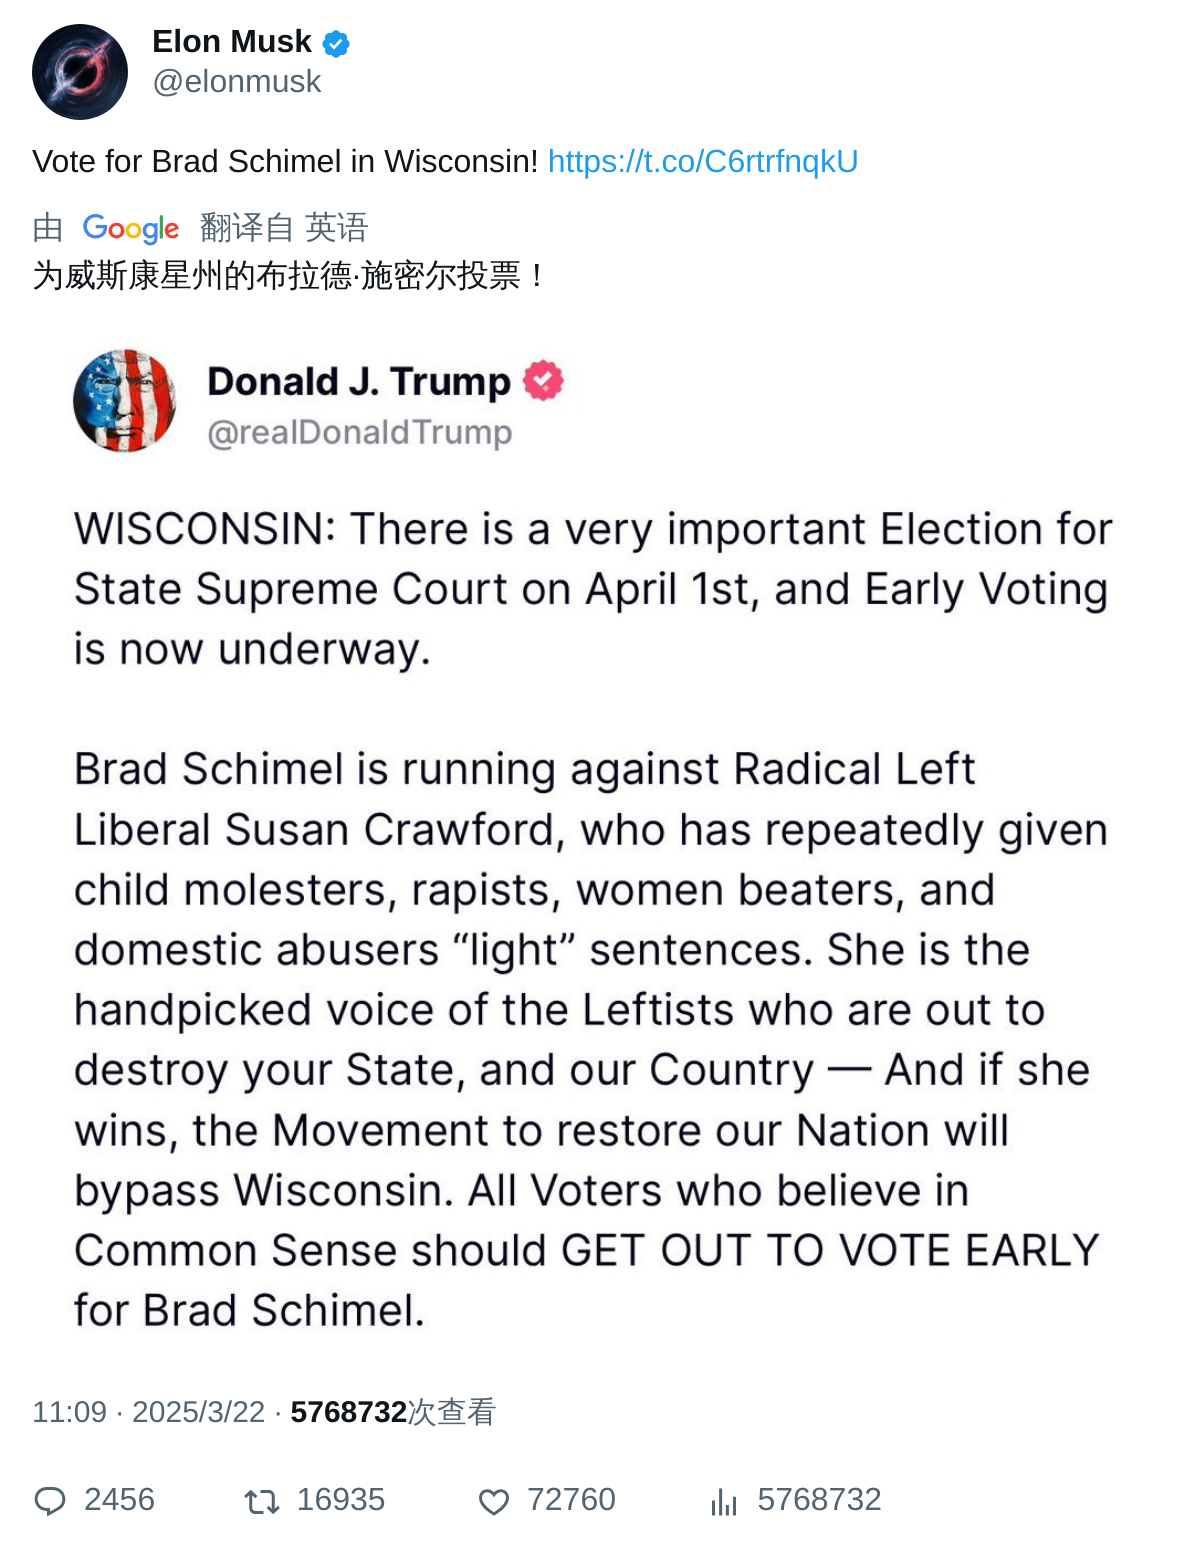 Elon Musk
@elonmusk
Vote for Brad Schimel in Wisconsin! https://t.co/C6rtrfnqkU
由 Google 翻译自 英语
为威斯康星州的布拉德·施密尔投票！
Donald J. Trump
@realDonaldTrump
WISCONSIN: There is a very important Election for
State Supreme Court on April 1st, and Early Voting
is now underway.
Brad Schimel is running against Radical Left
Liberal Susan Crawford, who has repeatedly given
child molesters, rapists, women beaters, and
domestic abusers “light” sentences. She is the
handpicked voice of the Leftists who are out to
destroy your State, and our Country — And if she
wins, the Movement to restore our Nation will
bypass Wisconsin. All Voters who believe in
Common Sense should GET OUT TO VOTE EARLY
for Brad Schimel.
11:09 · 2025/3/22 · 5768732次查看
2456 16935 72760 5768732